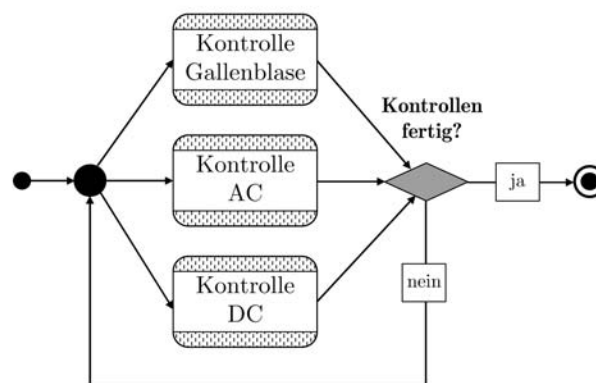 Kontrolle
Gallenblase
Kontrollen
fertig?
Kontrolle
AC
ja
Kontrolle
DC
nein